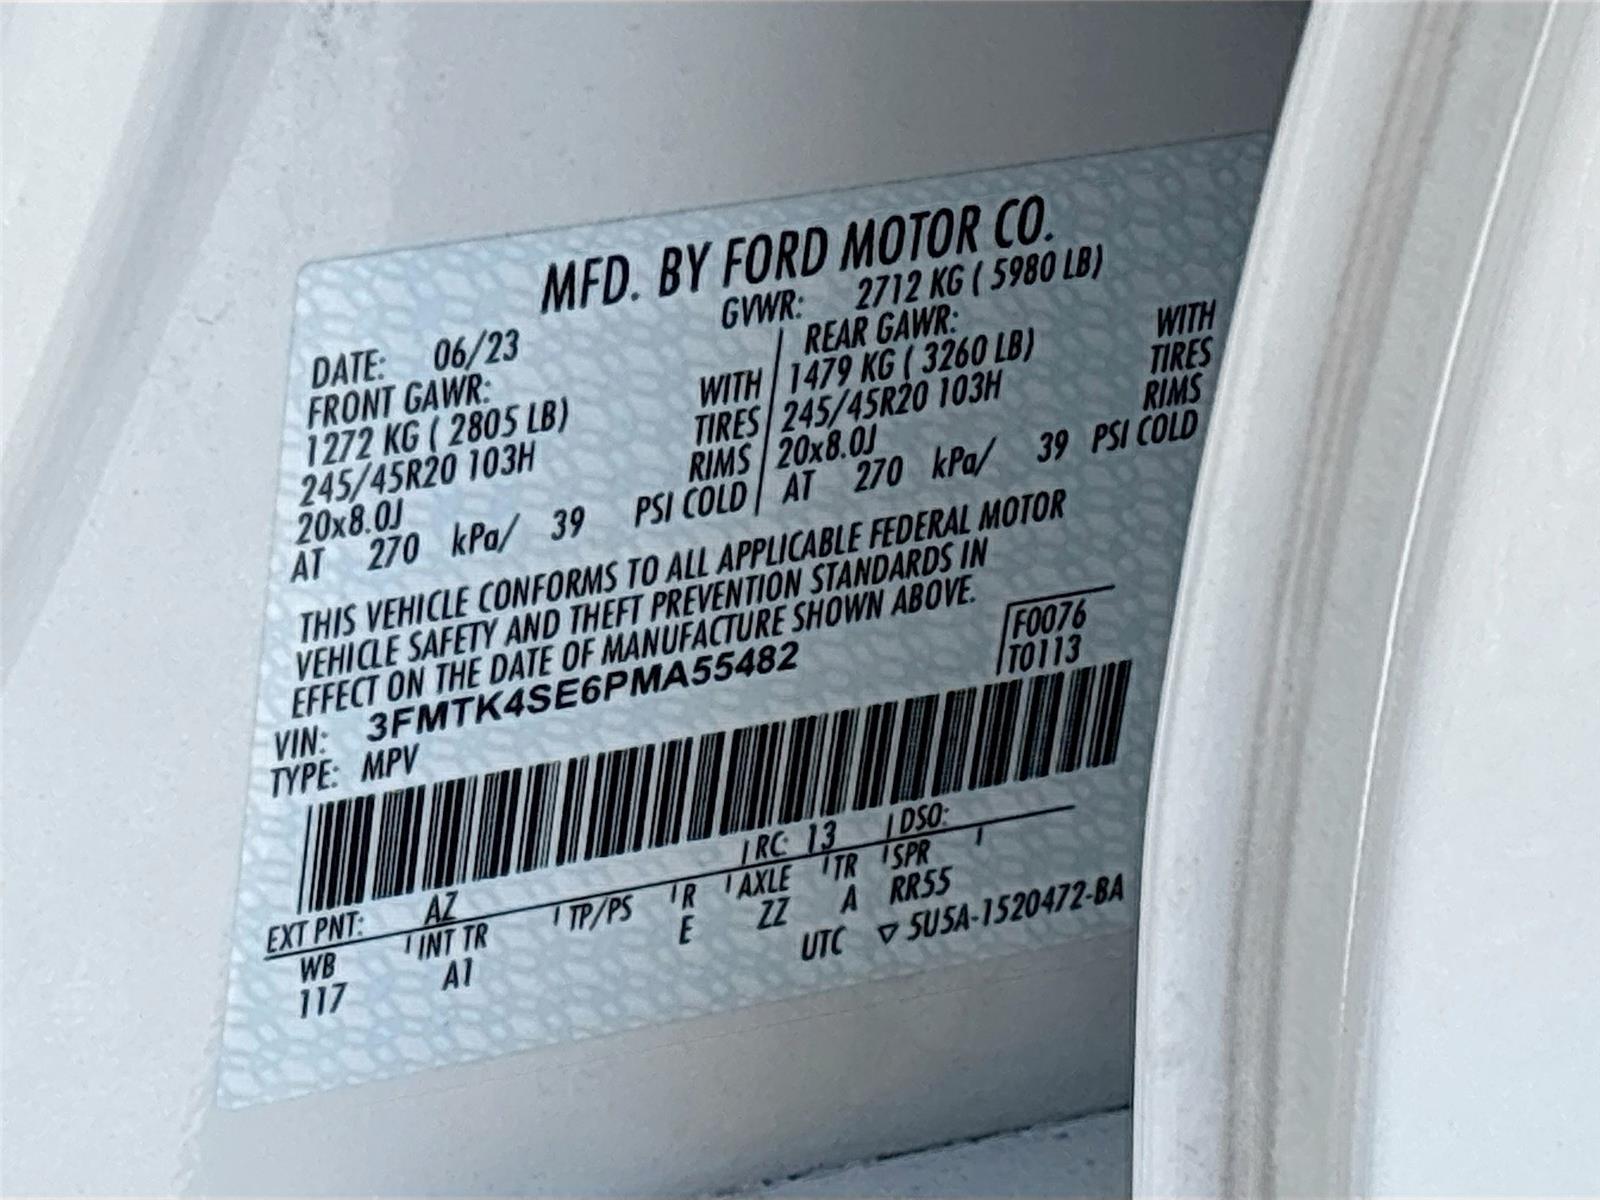 MFD. BY FORD MOTOR CO.
DATE: 06/23 GVWR: 2712 KG ( 5980 LB)
FRONT GAWR: REAR GAWR:
1272 KG ( 2805 LB) WITH 1479 KG ( 3260 LB) WITH
245/45R20 103H TIRES 245/45R20 103H TIRES
20x8.0J RIMS 20x8.0J RIMS
AT 270 kPa/ 39 PSI COLD AT 270 kPa/ 39 PSI COLD
THIS VEHICLE CONFORMS TO ALL APPLICABLE FEDERAL MOTOR
VEHICLE SAFETY AND THEFT PREVENTION STANDARDS IN
EFFECT ON THE DATE OF MANUFACTURE SHOWN ABOVE.
VIN: 3FMTK4SE6PMA55482 F0076
TYPE: MPV T0113
EXT PNT: AZ RC: 13 DSO:
WB INT TR TP/PS R AXLE TR SPR
117 A1 E ZZ A RR55
UTC ▽ 5U5A-1520472-BA